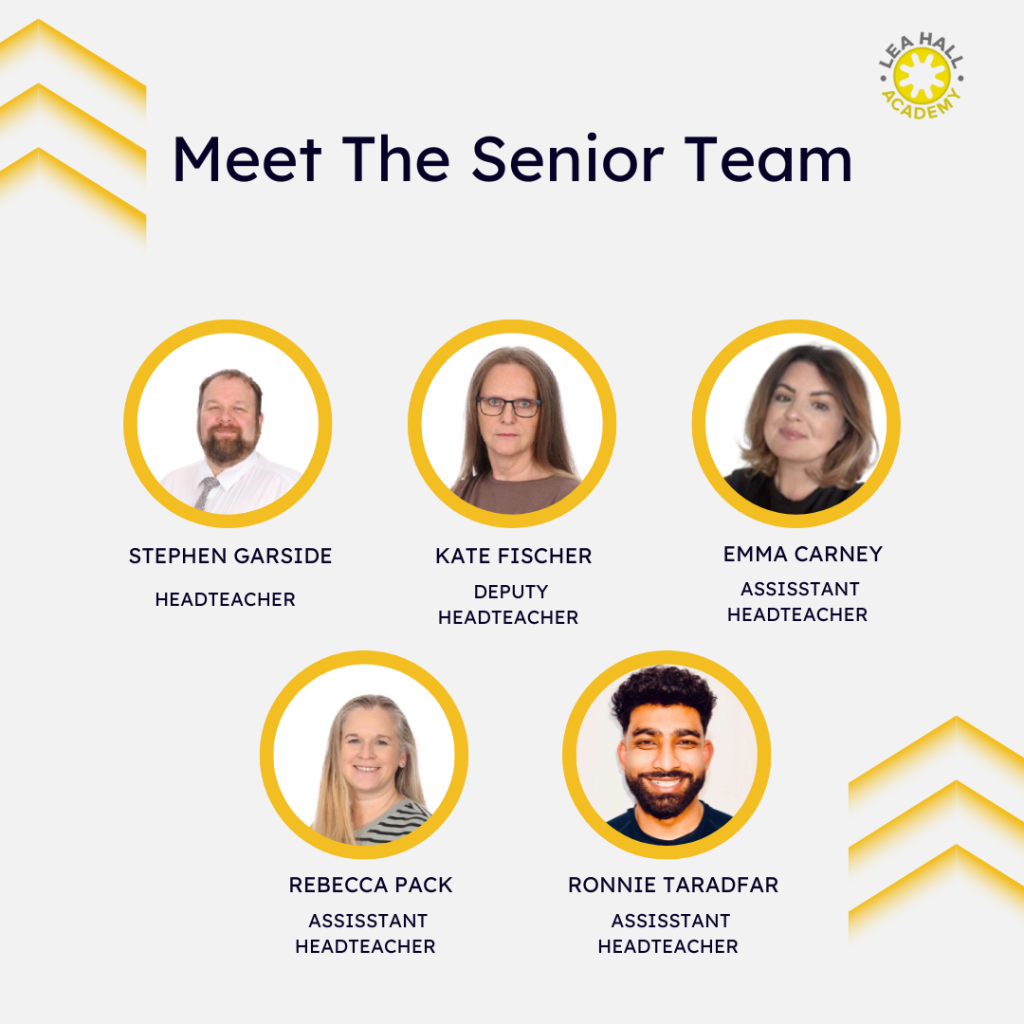 LEA HALL
ACADEMY
Meet The Senior Team
STEPHEN GARSIDE
HEADTEACHER
KATE FISCHER
DEPUTY
HEADTEACHER
EMMA CARNEY
ASSISSTANT
HEADTEACHER
REBECCA PACK
ASSISSTANT
HEADTEACHER
RONNIE TARADFAR
ASSISSTANT
HEADTEACHER